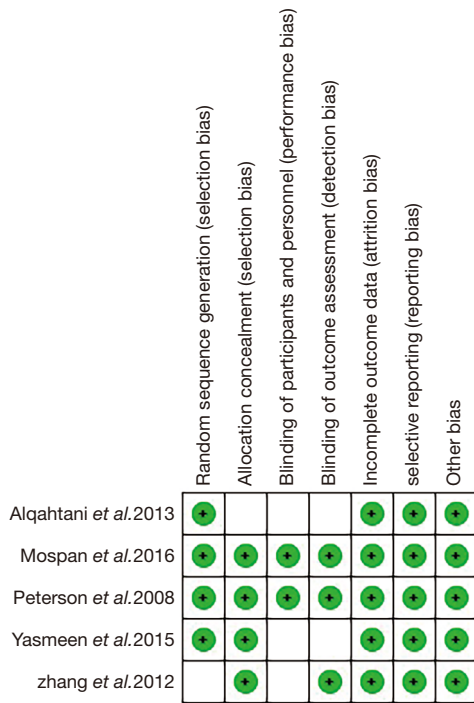 Random sequence generation (selection bias)
Allocation concealment (selection bias)
Blinding of participants and personnel (performance bias)
Blinding of outcome assessment (detection bias)
Incomplete outcome data (attrition bias)
selective reporting (reporting bias)
Other bias
Alqahtani et al.2013
+ + + +
Mospan et al.2016
+ + + + + + +
Peterson et al.2008
+ + + + + + +
Yasmeen et al.2015
+ + + + +
zhang et al.2012
+ + + + +